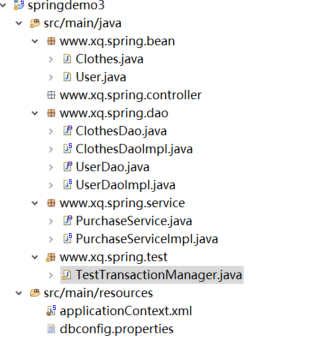 springdemo3
src/main/java
www.xq.spring.bean
Clothes.java
User.java
www.xq.spring.controller
www.xq.spring.dao
ClothesDao.java
ClothesDaoImpl.java
UserDao.java
UserDaoImpl.java
www.xq.spring.service
PurchaseService.java
PurchaseServiceImpl.java
www.xq.spring.test
TestTransactionManager.java
src/main/resources
applicationContext.xml
dbconfig.properties